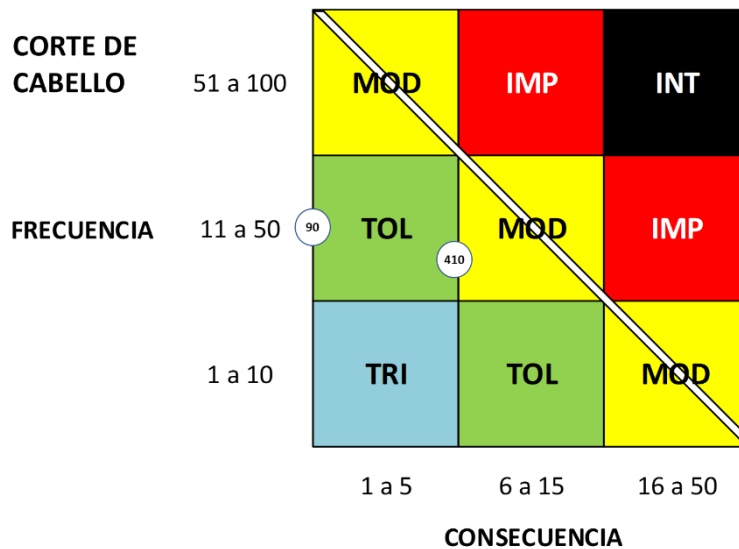 CORTE DE
CABELLO
51 a 100 MOD IMP INT
FRECUENCIA 11 a 50 90 TOL 410 MOD IMP
1 a 10 TRI TOL MOD
1 a 5 6 a 15 16 a 50
CONSECUENCIA